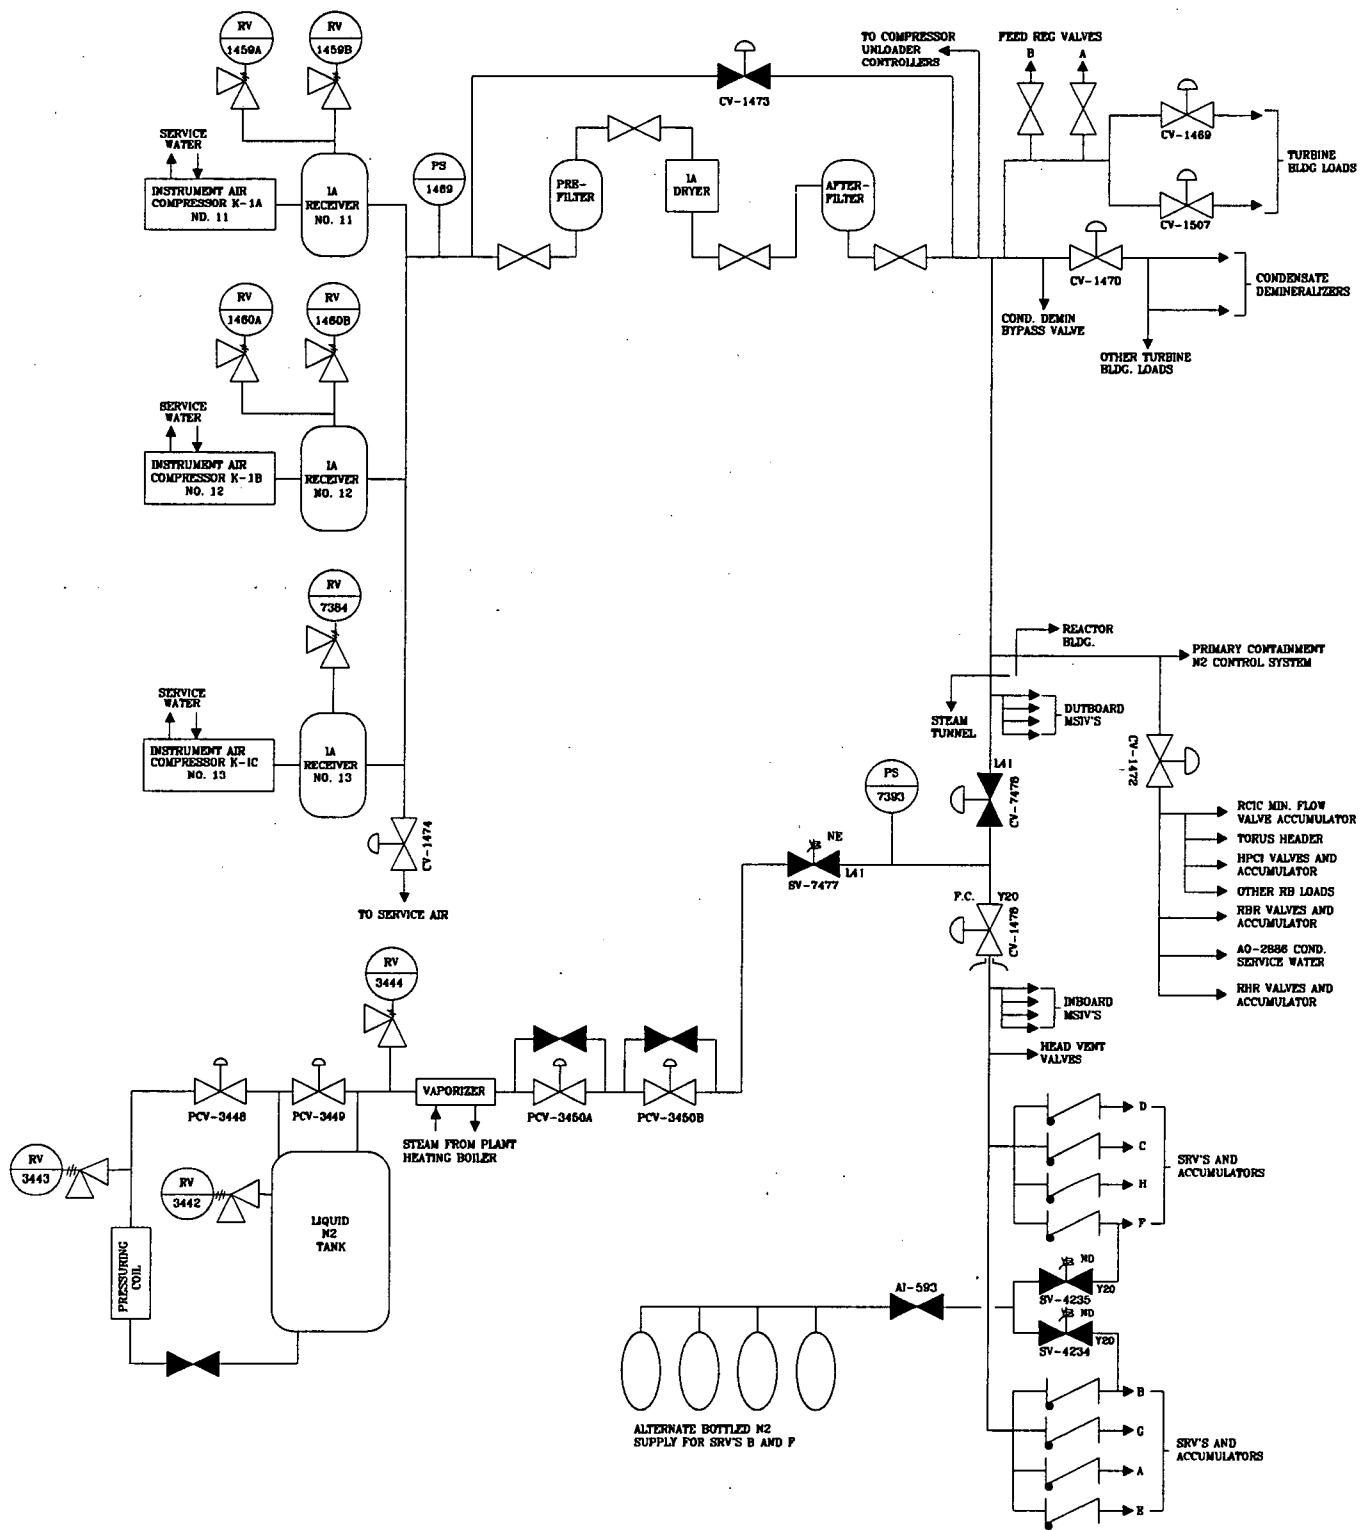 RV
1459A
RV
1459B
SERVICE
WATER
INSTRUMENT AIR
COMPRESSOR K-1A
NO. 11
IA
RECEIVER
NO. 11
PS
1469
PRE-
FILTER
IA
DRYER
AFTER-
FILTER
CV-1473
TO COMPRESSOR
UNLOADER
CONTROLLERS
FEED REG VALVES
B
A
CV-1469
CV-1507
TURBINE
BLDG LOADS
CV-1470
CONDENSATE
DEMINERALIZERS
COND. DEMIN
BYPASS VALVE
OTHER TURBINE
BLDG. LOADS
RV
1460A
RV
1460B
SERVICE
WATER
INSTRUMENT AIR
COMPRESSOR K-1B
NO. 12
IA
RECEIVER
NO. 12
RV
7384
SERVICE
WATER
INSTRUMENT AIR
COMPRESSOR K-1C
NO. 13
IA
RECEIVER
NO. 13
CV-1474
TO SERVICE AIR
REACTOR
BLDG.
PRIMARY CONTAINMENT
N2 CONTROL SYSTEM
STEAM
TUNNEL
OUTBOARD
MSIV'S
CV-1472
L41
CV-7478
PS
7393
NE
SV-7477
L41
F.C.
Y20
CV-1478
RCIC MIN. FLOW
VALVE ACCUMULATOR
TORUS HEADER
HPCI VALVES AND
ACCUMULATOR
OTHER RB LOADS
RBR VALVES AND
ACCUMULATOR
AO-2886 COND.
SERVICE WATER
RHR VALVES AND
ACCUMULATOR
INBOARD
MSIV'S
HEAD VENT
VALVES
RV
3444
PCV-3448
PCV-3449
VAPORIZER
STEAM FROM PLANT
HEATING BOILER
PCV-3450A
PCV-3450B
RV
3443
RV
3442
PRESSURING
COIL
LIQUID
N2
TANK
D
C
H
F
SRV'S AND
ACCUMULATORS
NO
SV-4235
Y20
NO
SV-4234
Y20
AI-593
ALTERNATE BOTTLED N2
SUPPLY FOR SRV'S B AND F
B
G
A
E
SRV'S AND
ACCUMULATORS